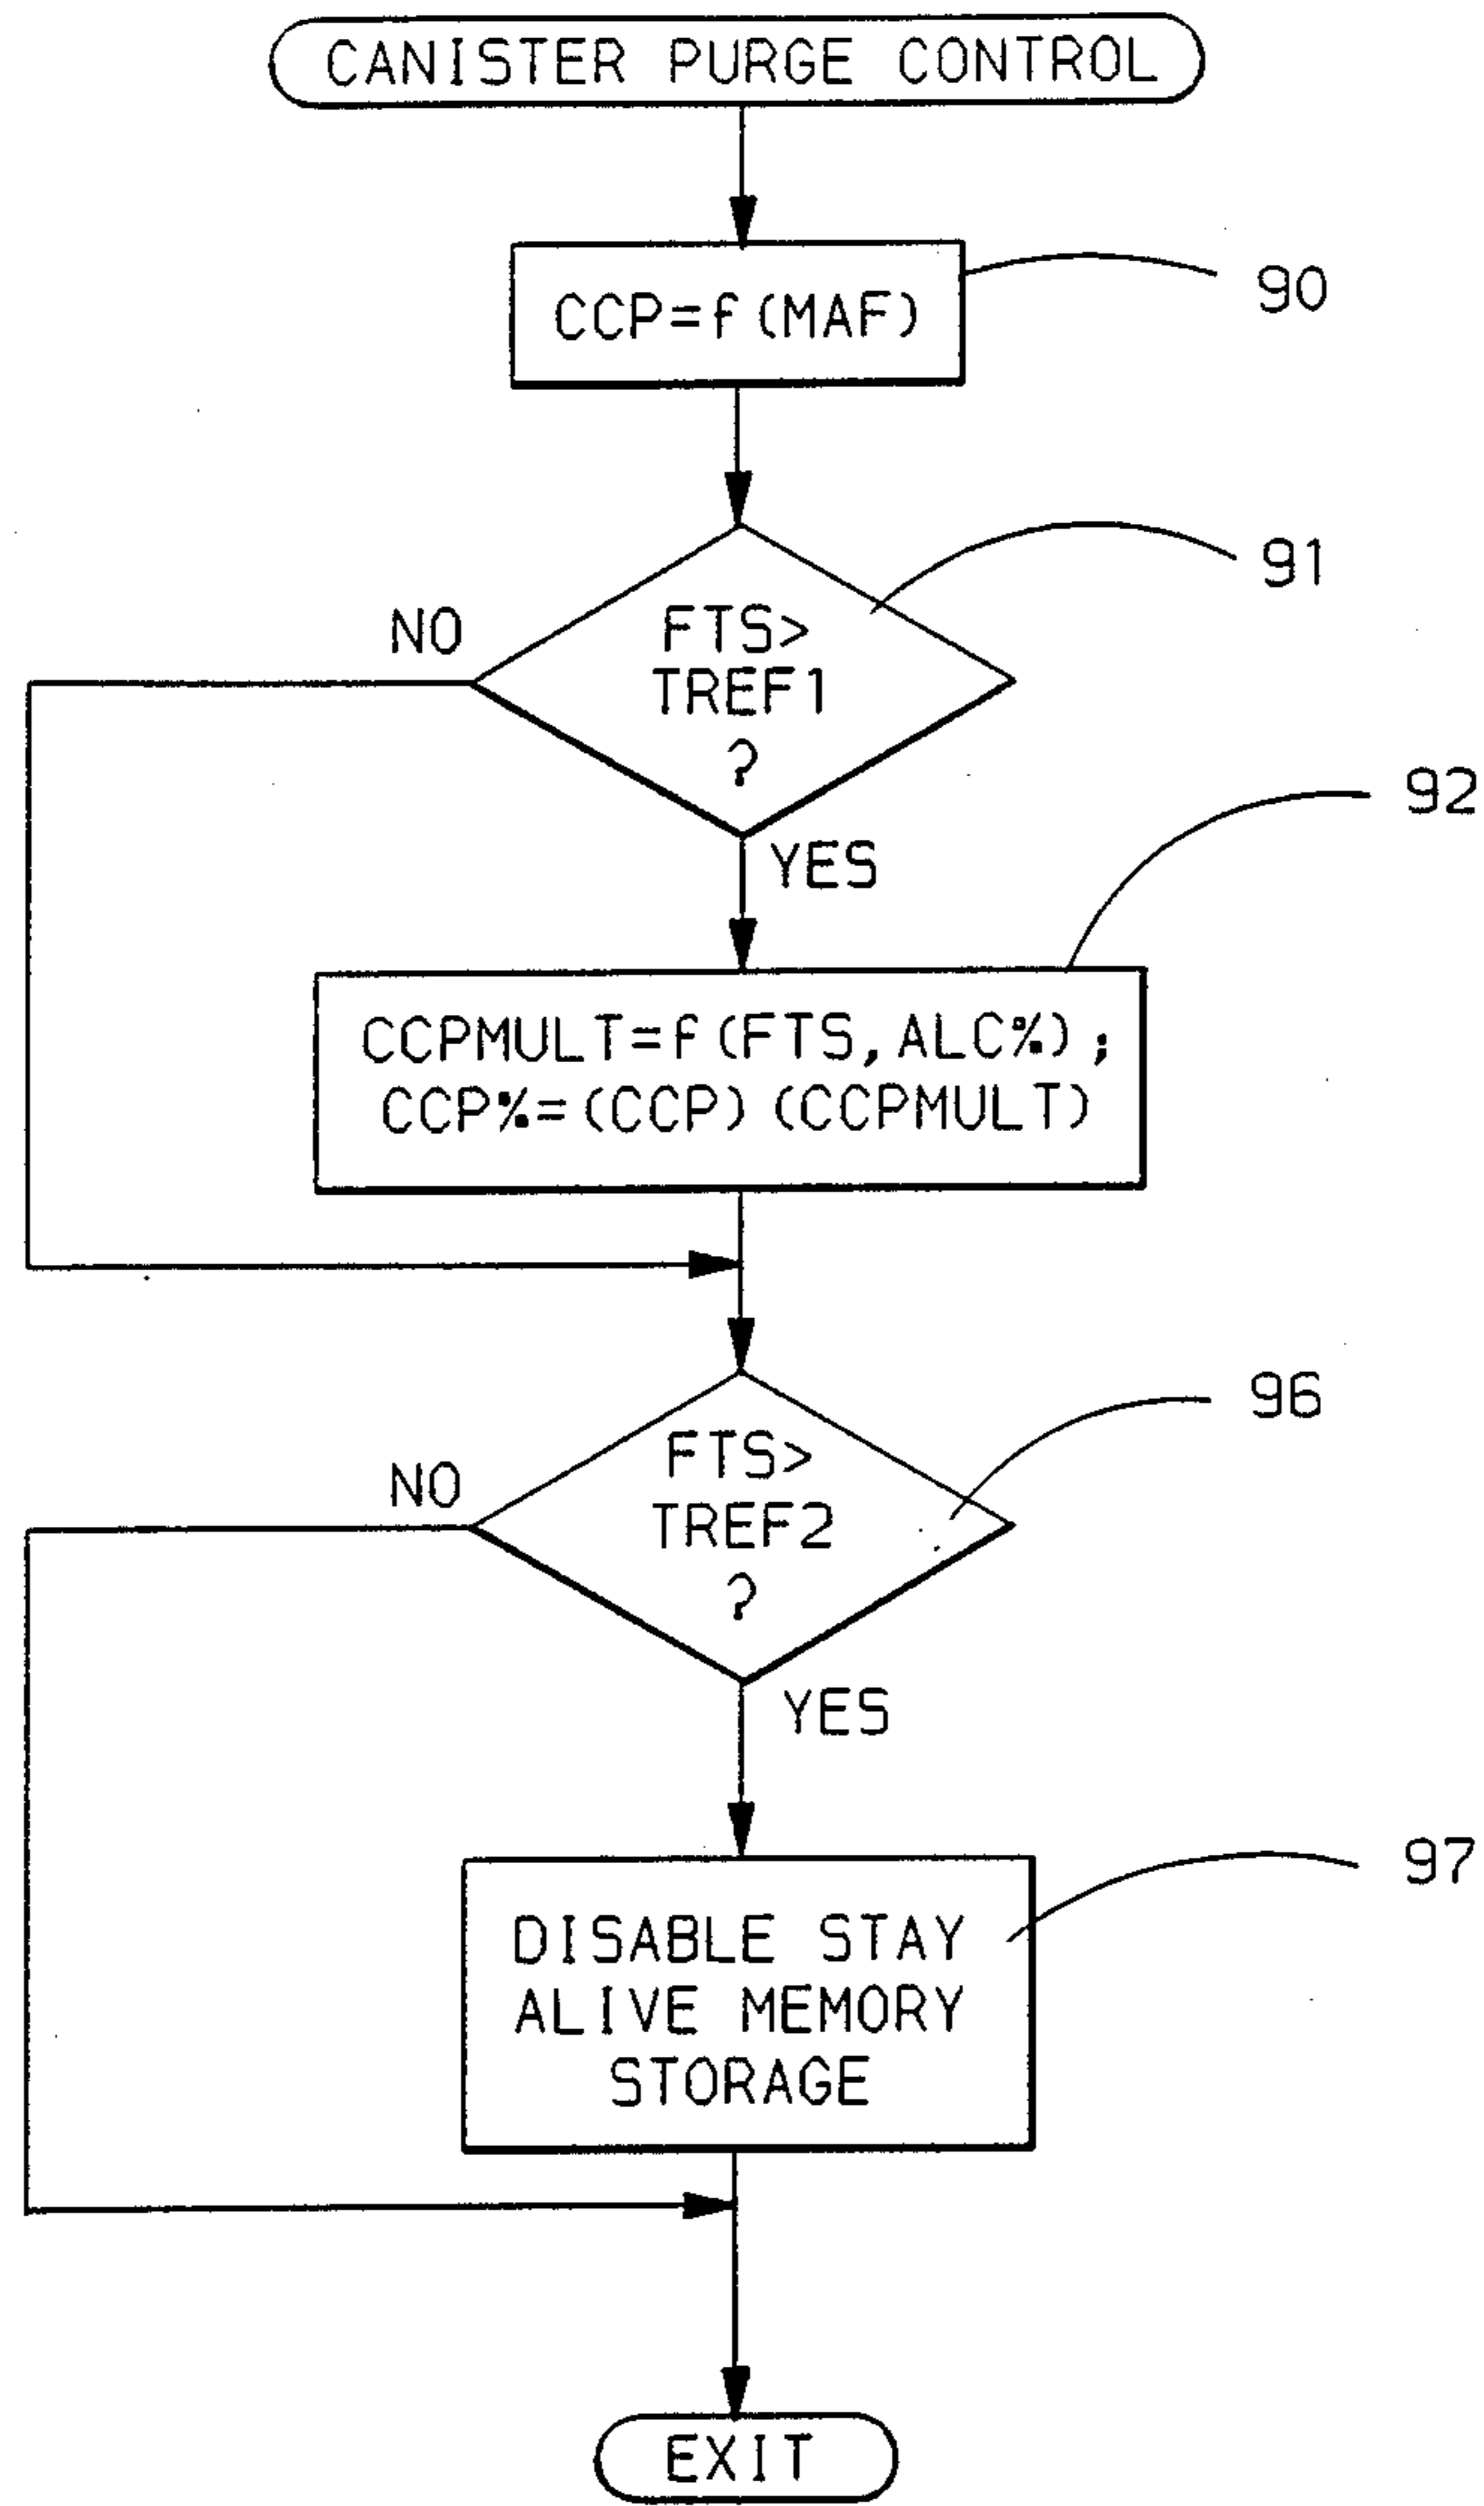 CANISTER PURGE CONTROL
CCP=f(MAF)
90
FTS>
TREF1
?
91
NO
YES
92
CCPMULT=f(FTS,ALC%);
CCP%=(CCP)(CCPMULT)
FTS>
TREF2
?
96
NO
YES
97
DISABLE STAY
ALIVE MEMORY
STORAGE
EXIT